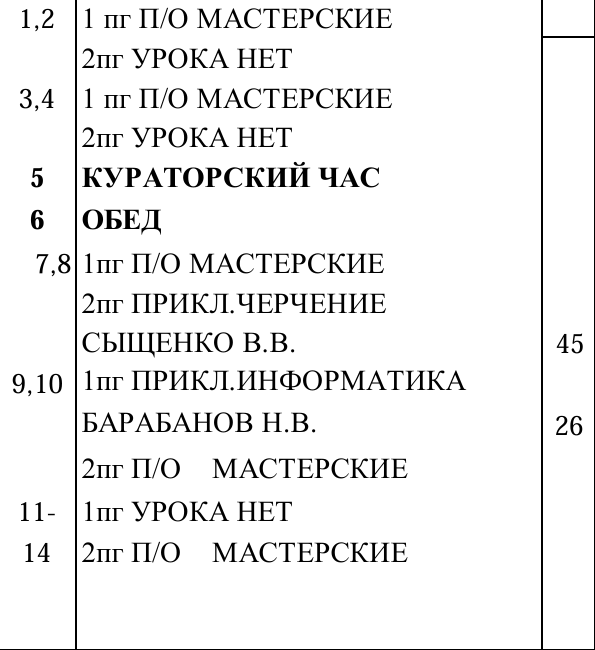 1,2 1 пг П/О МАСТЕРСКИЕ
2пг УРОКА НЕТ
3,4 1 пг П/О МАСТЕРСКИЕ
2пг УРОКА НЕТ
5 КУРАТОРСКИЙ ЧАС
6 ОБЕД
7,8 1пг П/О МАСТЕРСКИЕ
2пг ПРИКЛ.ЧЕРЧЕНИЕ
СЫЩЕНКО В.В. 45
9,10 1пг ПРИКЛ.ИНФОРМАТИКА
БАРАБАНОВ Н.В. 26
2пг П/О МАСТЕРСКИЕ
11- 1пг УРОКА НЕТ
14 2пг П/О МАСТЕРСКИЕ